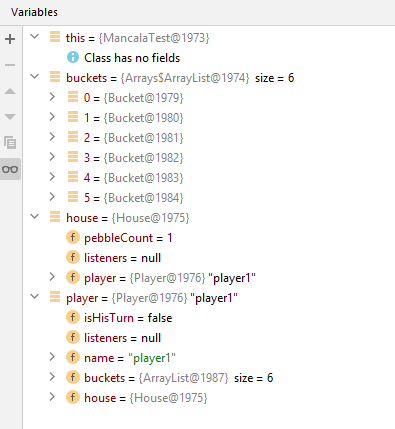 Variables
this = {MancalaTest@1973}
Class has no fields
buckets = {Arrays$ArrayList@1974} size = 6
0 = {Bucket@1979}
1 = {Bucket@1980}
2 = {Bucket@1981}
3 = {Bucket@1982}
4 = {Bucket@1983}
5 = {Bucket@1984}
house = {House@1975}
f pebbleCount = 1
f listeners = null
f player = {Player@1976} "player1"
player = {Player@1976} "player1"
f isHisTurn = false
f listeners = null
f name = "player1"
f buckets = {ArrayList@1987} size = 6
f house = {House@1975}